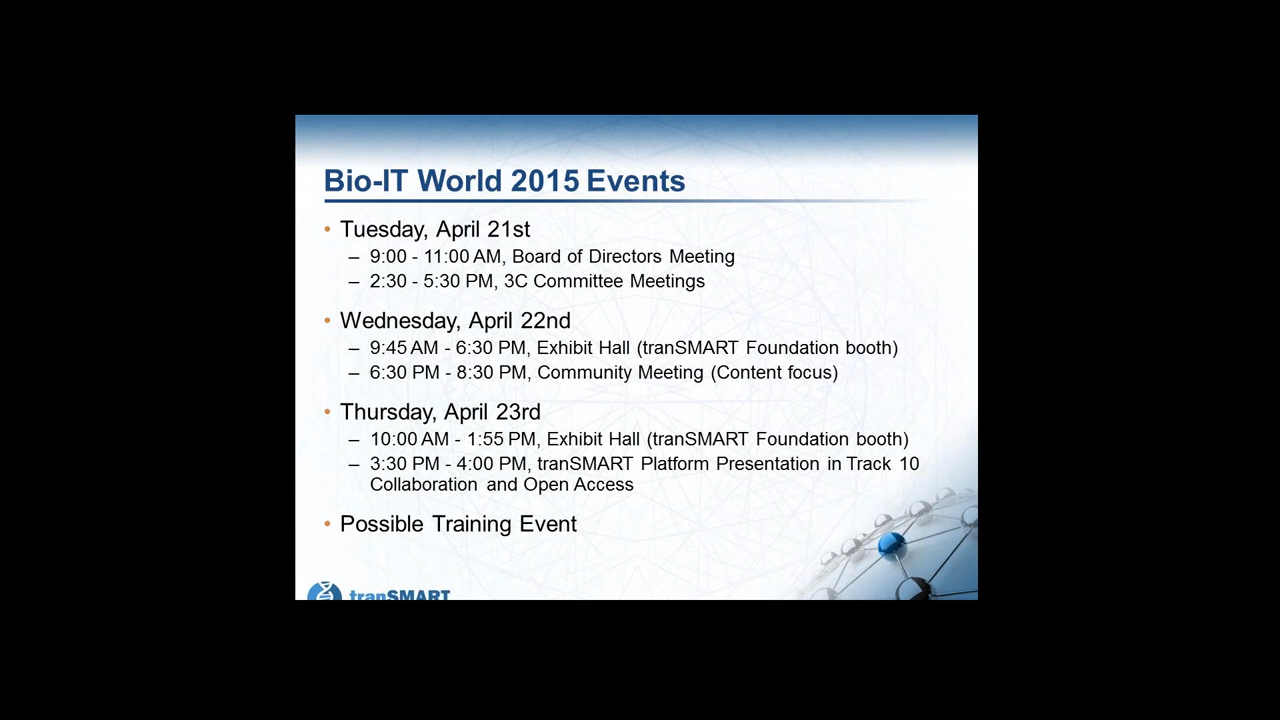 Bio-IT World 2015 Events
• Tuesday, April 21st
– 9:00 - 11:00 AM, Board of Directors Meeting
– 2:30 - 5:30 PM, 3C Committee Meetings
• Wednesday, April 22nd
– 9:45 AM - 6:30 PM, Exhibit Hall (tranSMART Foundation booth)
– 6:30 PM - 8:30 PM, Community Meeting (Content focus)
• Thursday, April 23rd
– 10:00 AM - 1:55 PM, Exhibit Hall (tranSMART Foundation booth)
– 3:30 PM - 4:00 PM, tranSMART Platform Presentation in Track 10
Collaboration and Open Access
• Possible Training Event
tranSMART